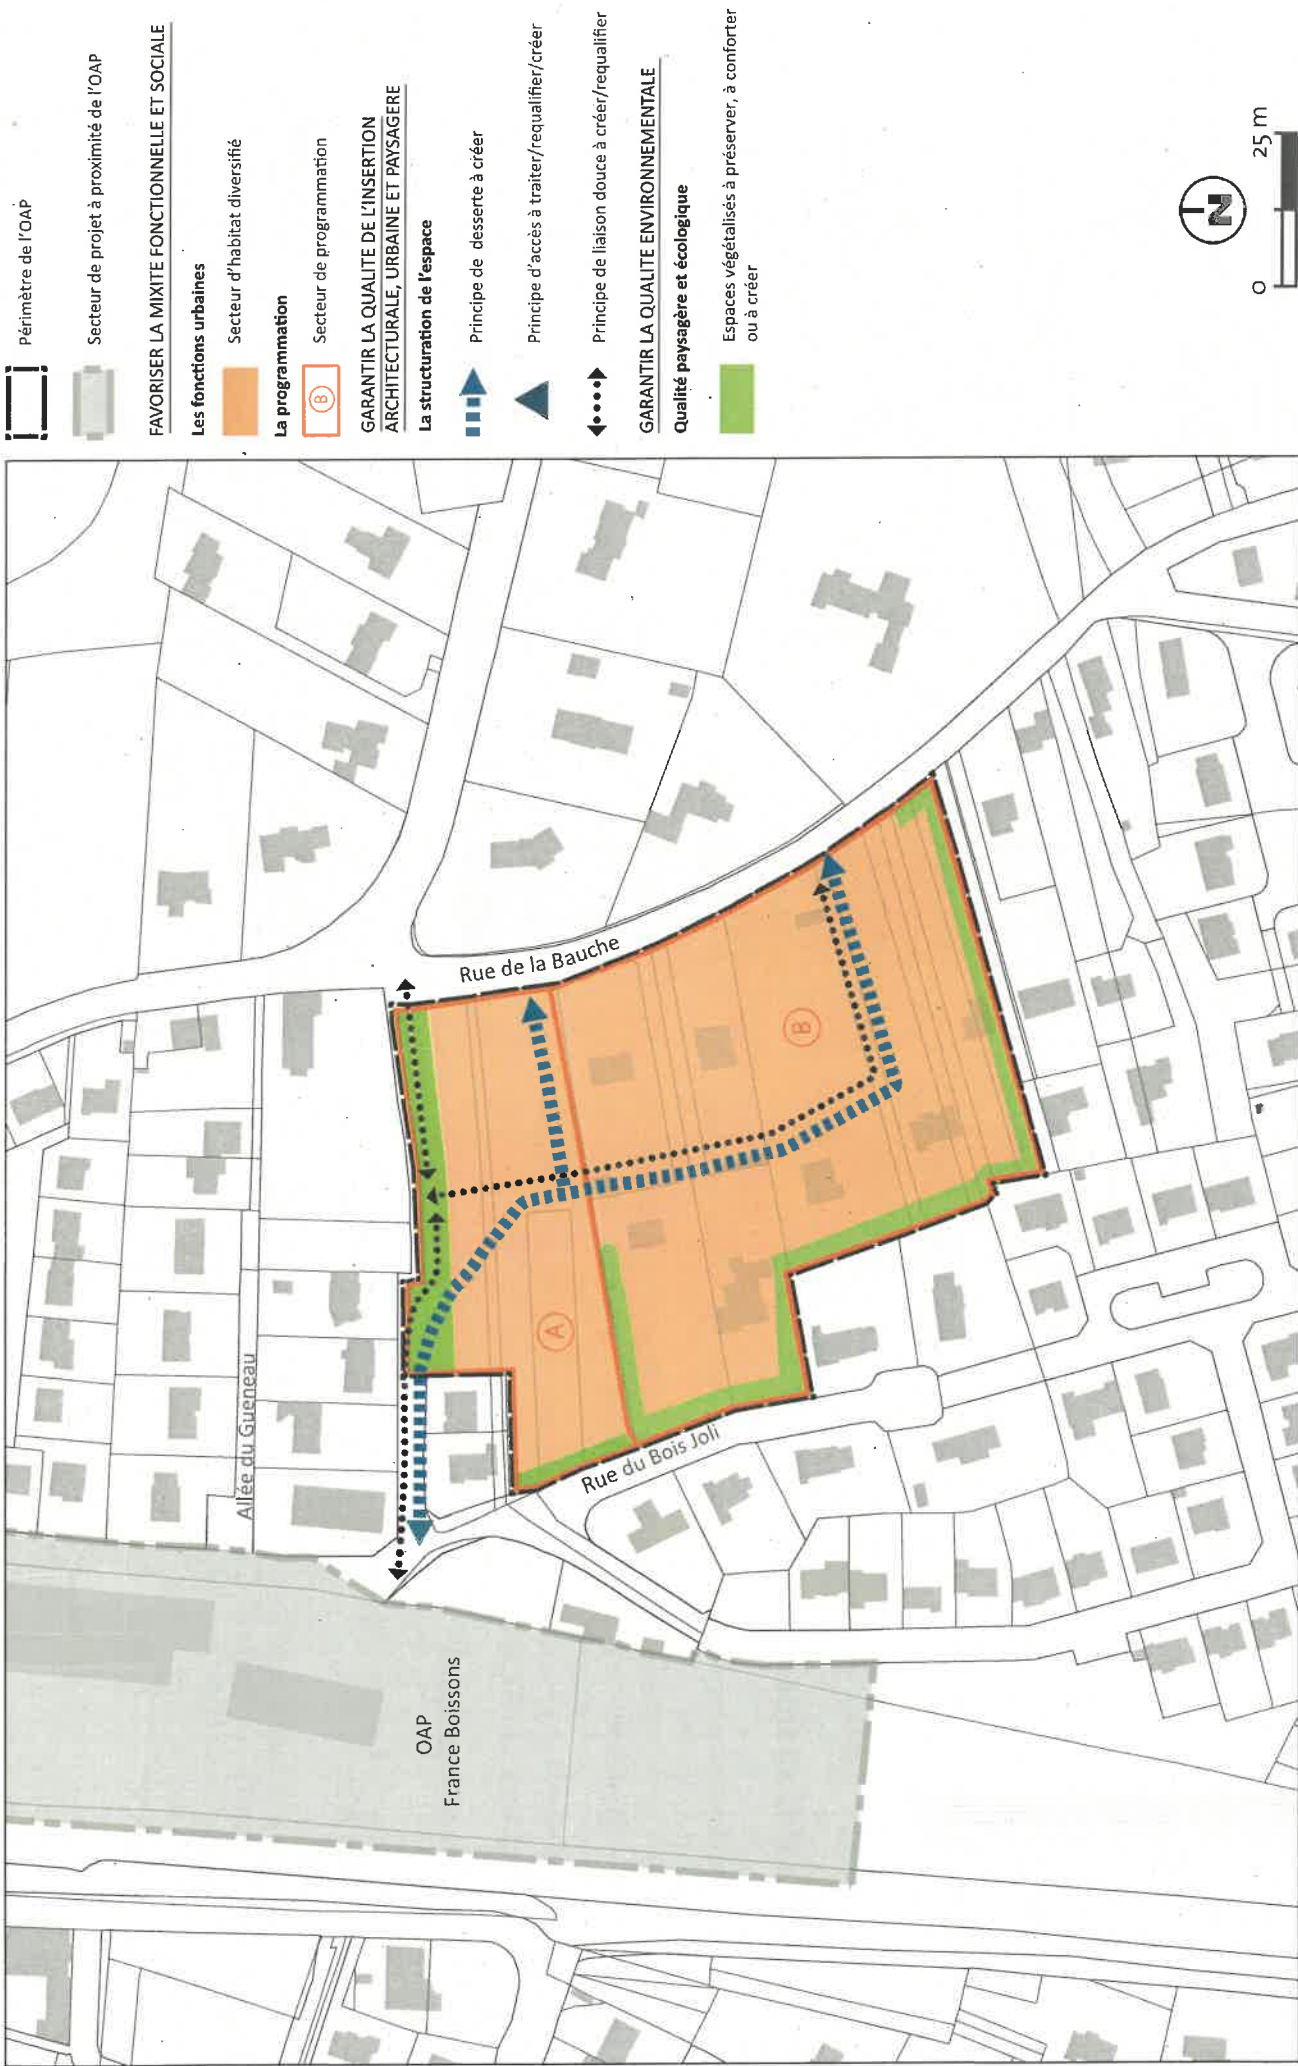 Périmètre de l'OAP
Secteur de projet à proximité de l'OAP
FAVORISER LA MIXITE FONCTIONNELLE ET SOCIALE
Les fonctions urbaines
Secteur d'habitat diversifié
La programmation
B
Secteur de programmation
GARANTIR LA QUALITE DE L'INSERTION
ARCHITECTURALE, URBAINE ET PAYSAGERE
La structuration de l'espace
Principe de desserte à créer
Principe d'accès à traiter/requalifier/créer
Principe de liaison douce à créer/requalifier
GARANTIR LA QUALITE ENVIRONNEMENTALE
Qualité paysagère et écologique
Espaces végétalisés à préserver, à conforter
ou à créer
N
0
25 m
Allée du Gueneau
Rue de la Bauche
Rue du Bois Joli
A
B
OAP
France Boissons